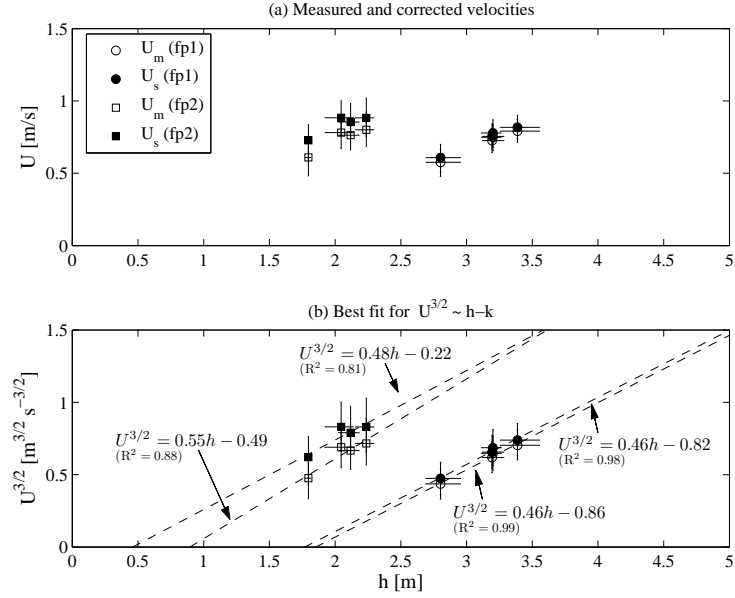 (a) Measured and corrected velocities
U [m/s]
1.5
1
0.5
0
U_m (fp1)
U_s (fp1)
U_m (fp2)
U_s (fp2)
0 0.5 1 1.5 2 2.5 3 3.5 4 4.5 5
(b) Best fit for U^{3/2} ~ h−k
U^{3/2} [m^{3/2} s^{−3/2}]
1.5
1
0.5
0
U^{3/2} = 0.48h − 0.22
(R² = 0.81)
U^{3/2} = 0.55h − 0.49
(R² = 0.88)
U^{3/2} = 0.46h − 0.82
(R² = 0.98)
U^{3/2} = 0.46h − 0.86
(R² = 0.99)
0 0.5 1 1.5 2 2.5 3 3.5 4 4.5 5
h [m]